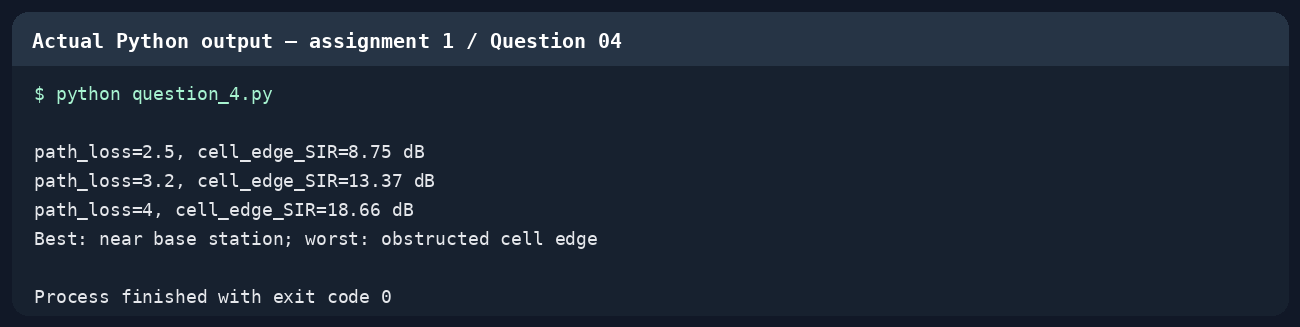 Actual Python output — assignment 1 / Question 04
$ python question_4.py
path_loss=2.5, cell_edge_SIR=8.75 dB
path_loss=3.2, cell_edge_SIR=13.37 dB
path_loss=4, cell_edge_SIR=18.66 dB
Best: near base station; worst: obstructed cell edge
Process finished with exit code 0